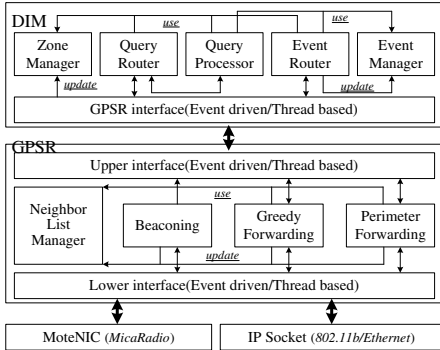 DIM
use
Zone Manager
Query Router
Query Processor
Event Router
Event Manager
update
update
GPSR interface(Event driven/Thread based)
GPSR
Upper interface(Event driven/Thread based)
use
Neighbor List Manager
Beaconing
Greedy Forwarding
Perimeter Forwarding
update
Lower interface(Event driven/Thread based)
MoteNIC (MicaRadio)
IP Socket (802.11b/Ethernet)